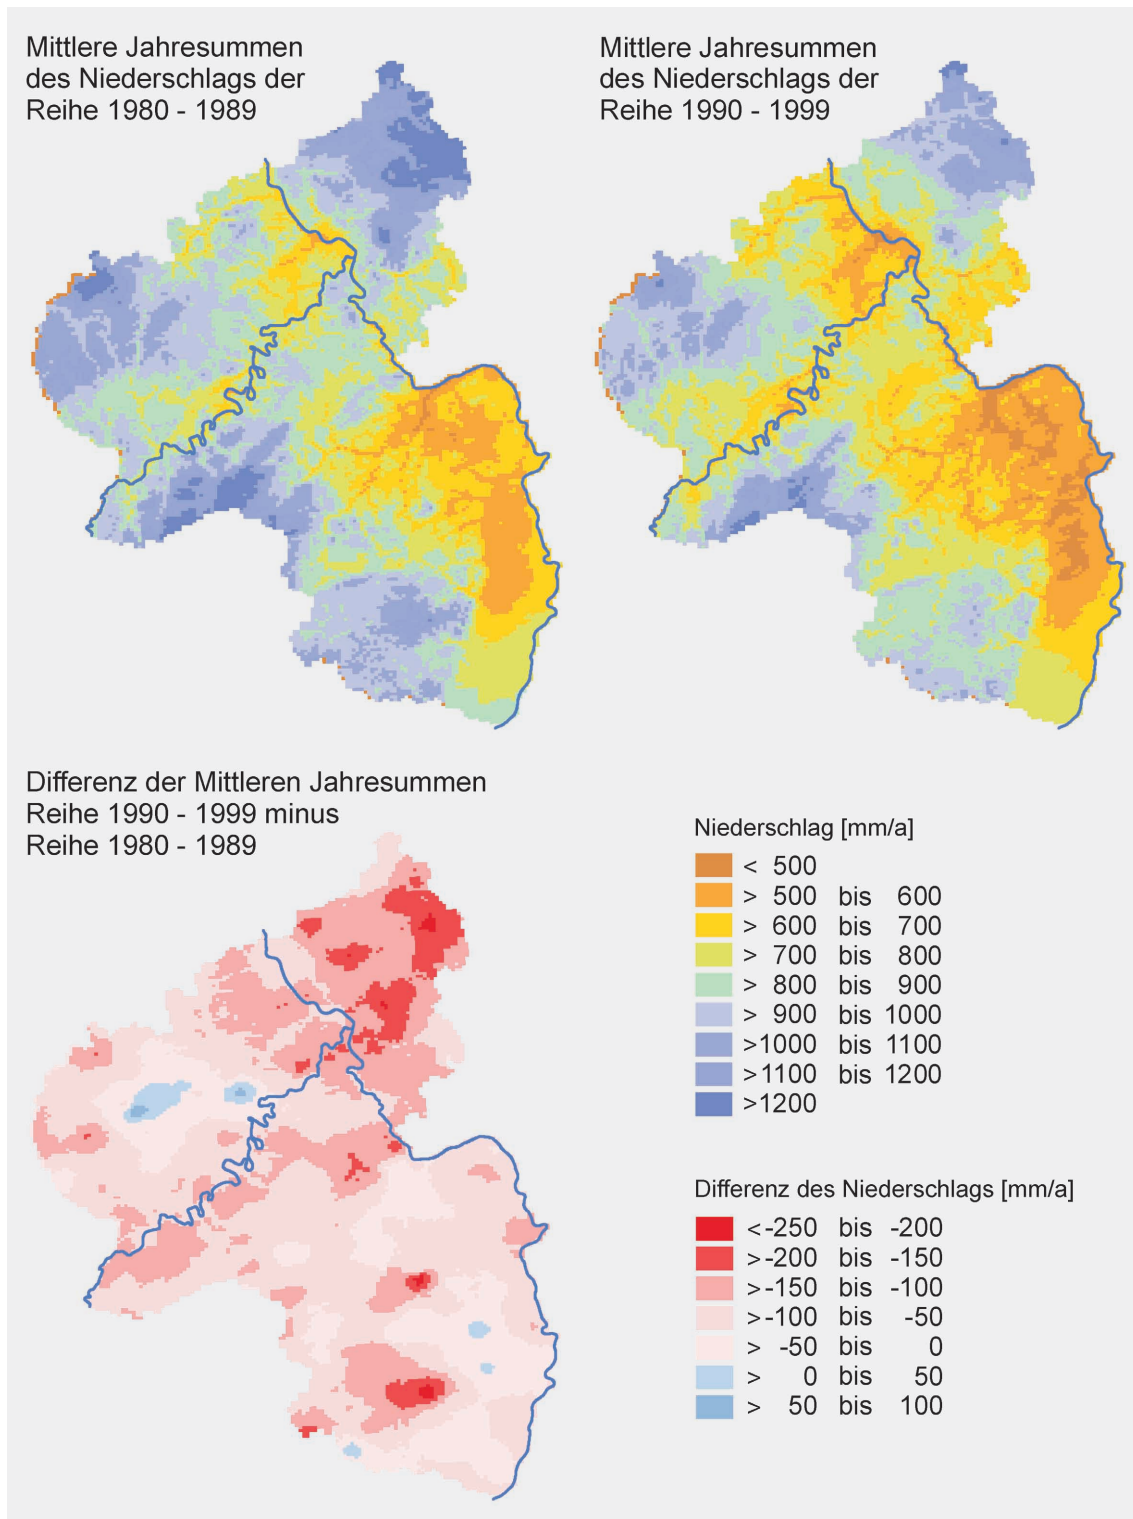 Mittlere Jahresummen
des Niederschlags der
Reihe 1980 - 1989
Mittlere Jahresummen
des Niederschlags der
Reihe 1990 - 1999
Differenz der Mittleren Jahresummen
Reihe 1990 - 1999 minus
Reihe 1980 - 1989
Niederschlag [mm/a]
< 500
> 500 bis 600
> 600 bis 700
> 700 bis 800
> 800 bis 900
> 900 bis 1000
>1000 bis 1100
>1100 bis 1200
>1200
Differenz des Niederschlags [mm/a]
<-250 bis -200
>-200 bis -150
>-150 bis -100
>-100 bis -50
> -50 bis 0
> 0 bis 50
> 50 bis 100